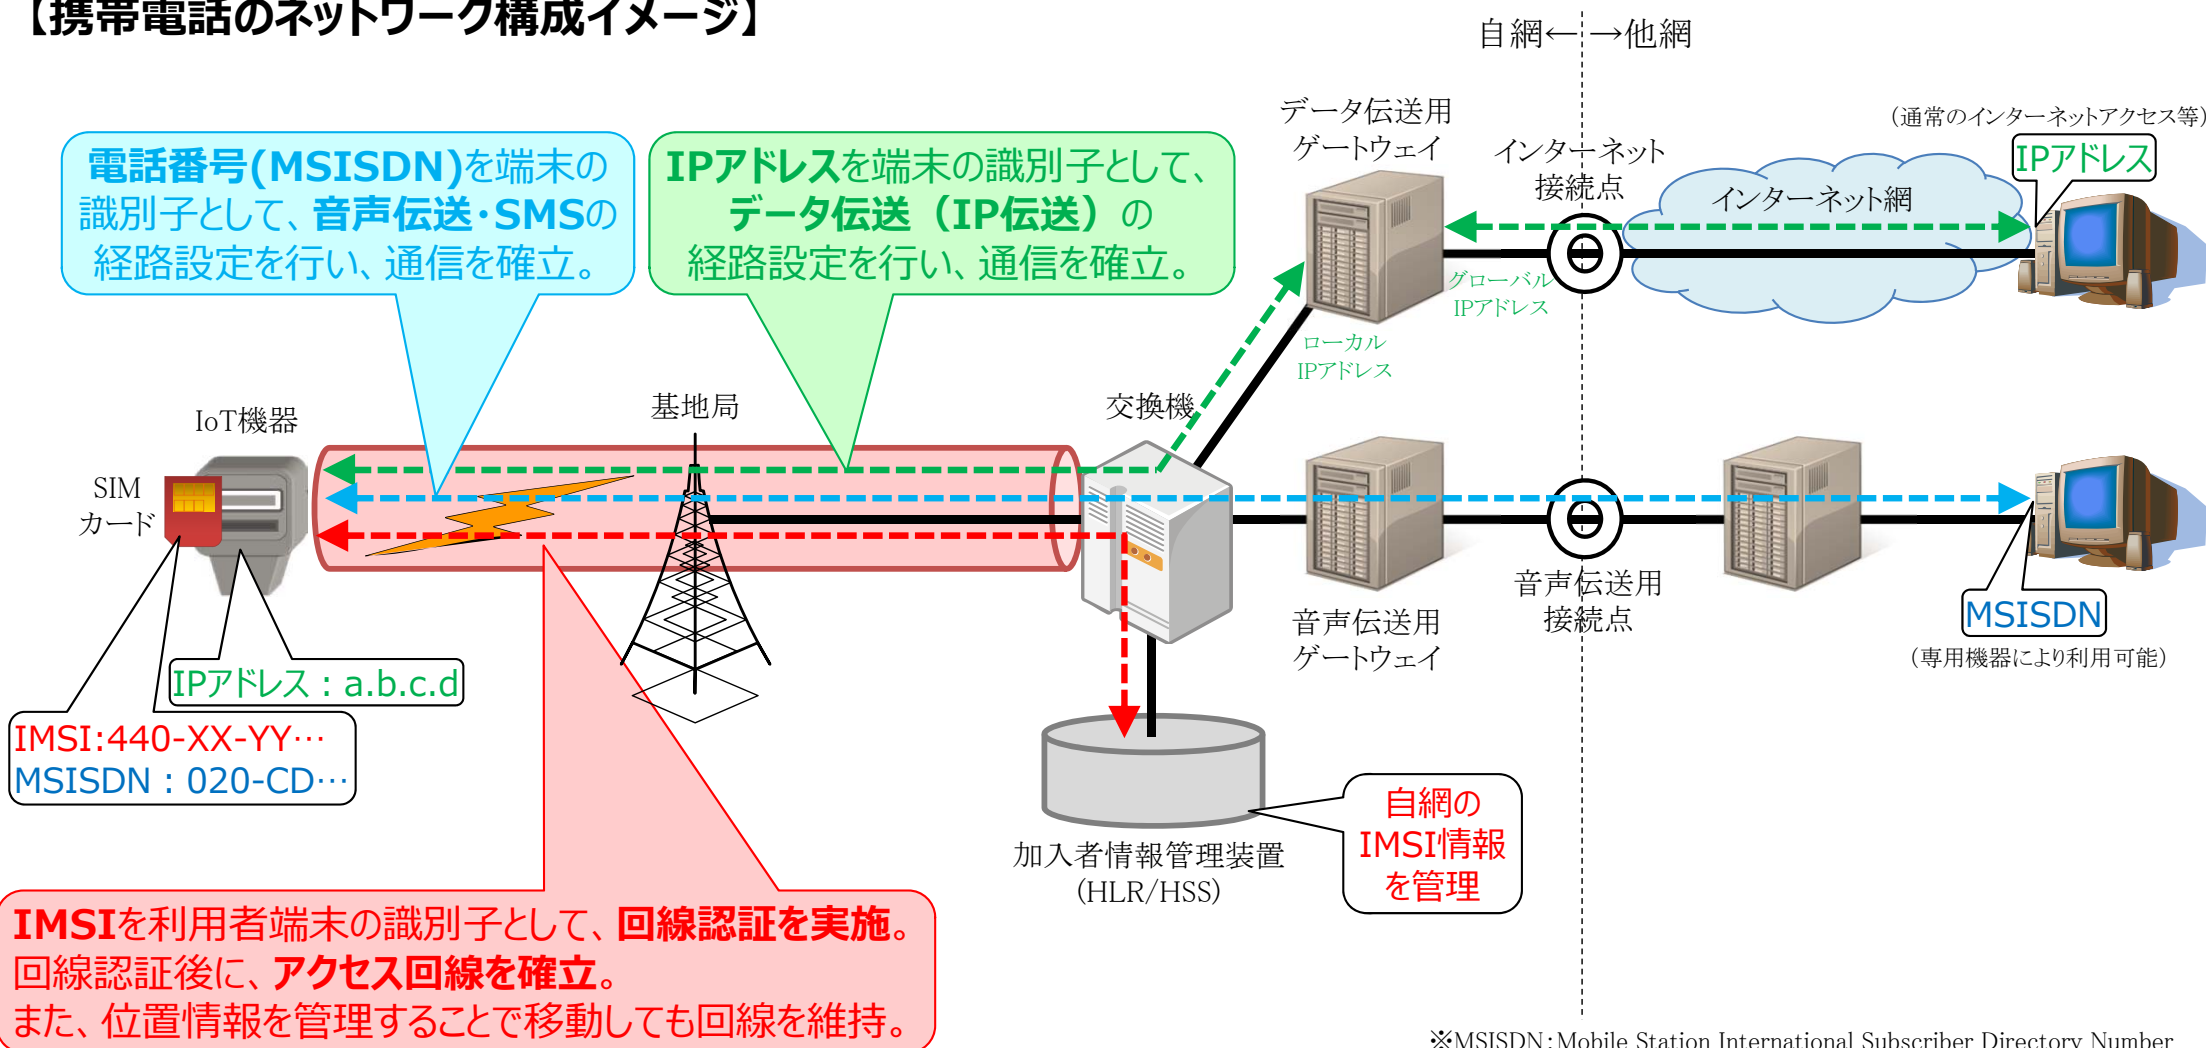 【携帯電話のネットワーク構成イメージ】
自網←→他網
データ伝送用
ゲートウェイ
インターネット
接続点
(通常のインターネットアクセス等)
IPアドレス
インターネット網
電話番号(MSISDN)を端末の
識別子として、音声伝送・SMSの
経路設定を行い、通信を確立。
IPアドレスを端末の識別子として、
データ伝送（IP伝送）の
経路設定を行い、通信を確立。
グローバル
IPアドレス
ローカル
IPアドレス
IoT機器
基地局
交換機
SIM
カード
音声伝送用
ゲートウェイ
音声伝送用
接続点
MSISDN
(専用機器により利用可能)
IPアドレス：a.b.c.d
IMSI:440-XX-YY…
MSISDN：020-CD…
自網の
IMSI情報
を管理
加入者情報管理装置
(HLR/HSS)
IMSIを利用者端末の識別子として、回線認証を実施。
回線認証後に、アクセス回線を確立。
また、位置情報を管理することで移動しても回線を維持。
※MSISDN：Mobile Station International Subscriber Directory Number